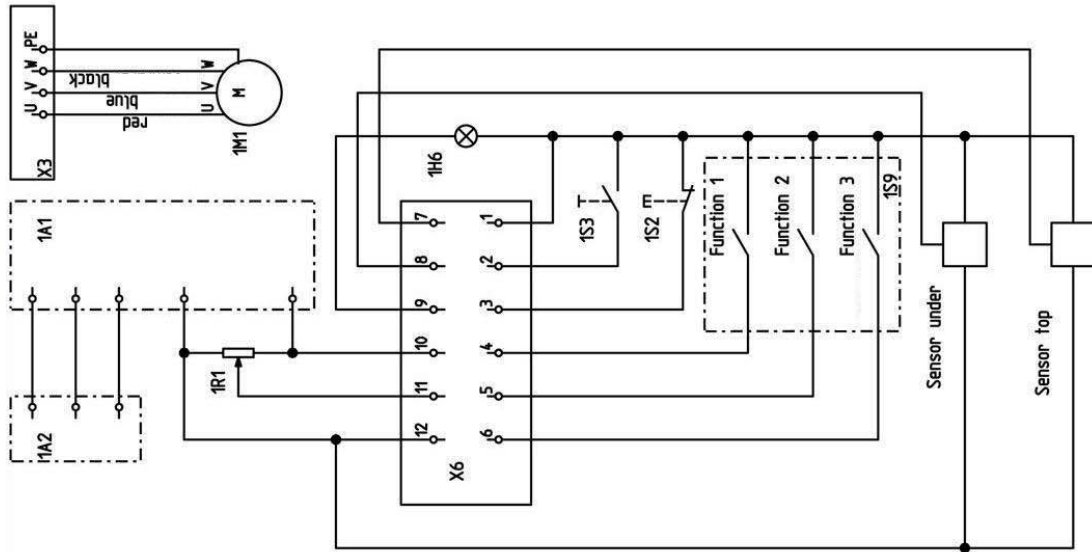 PE
W
V
U
black
blue
red
W
V
U
M
1M1
X3
1A1
1A2
1R1
1H6
7
8
9
10
11
12
1
2
3
4
5
6
X6
1S3
1S2
Function 1
Function 2
Function 3
1S9
Sensor under
Sensor top